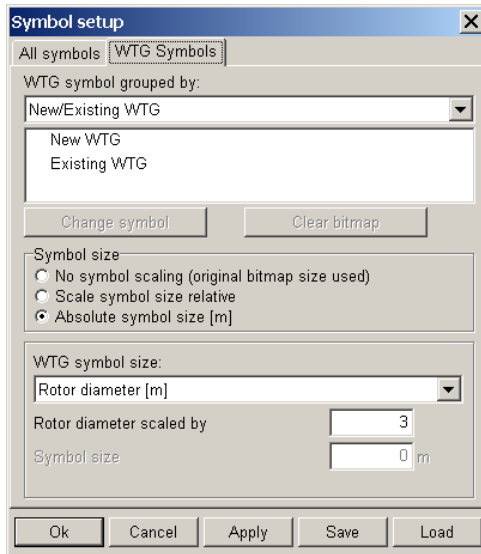 Symbol setup
All symbols WTG Symbols
WTG symbol grouped by:
New/Existing WTG
New WTG
Existing WTG
Change symbol Clear bitmap
Symbol size
No symbol scaling (original bitmap size used)
Scale symbol size relative
Absolute symbol size [m]
WTG symbol size:
Rotor diameter [m]
Rotor diameter scaled by 3
Symbol size 0 m
Ok Cancel Apply Save Load